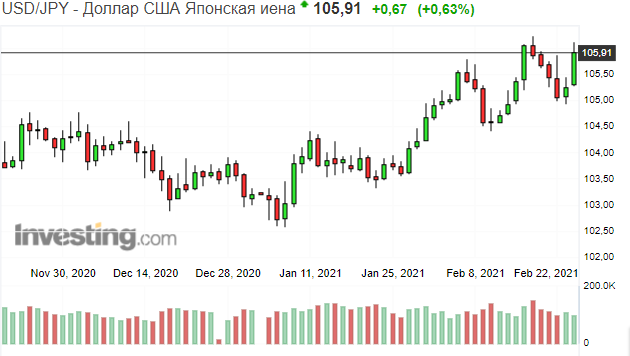 USD/JPY - Доллар США Японская иена 105,91 +0,67 (+0,63%)
105,91
105,50
105,00
104,50
104,00
103,50
103,00
102,50
102,00
Investing.com
Nov 30, 2020 Dec 14, 2020 Dec 28, 2020 Jan 11, 2021 Jan 25, 2021 Feb 8, 2021 Feb 22, 2021
200.0K
0.0